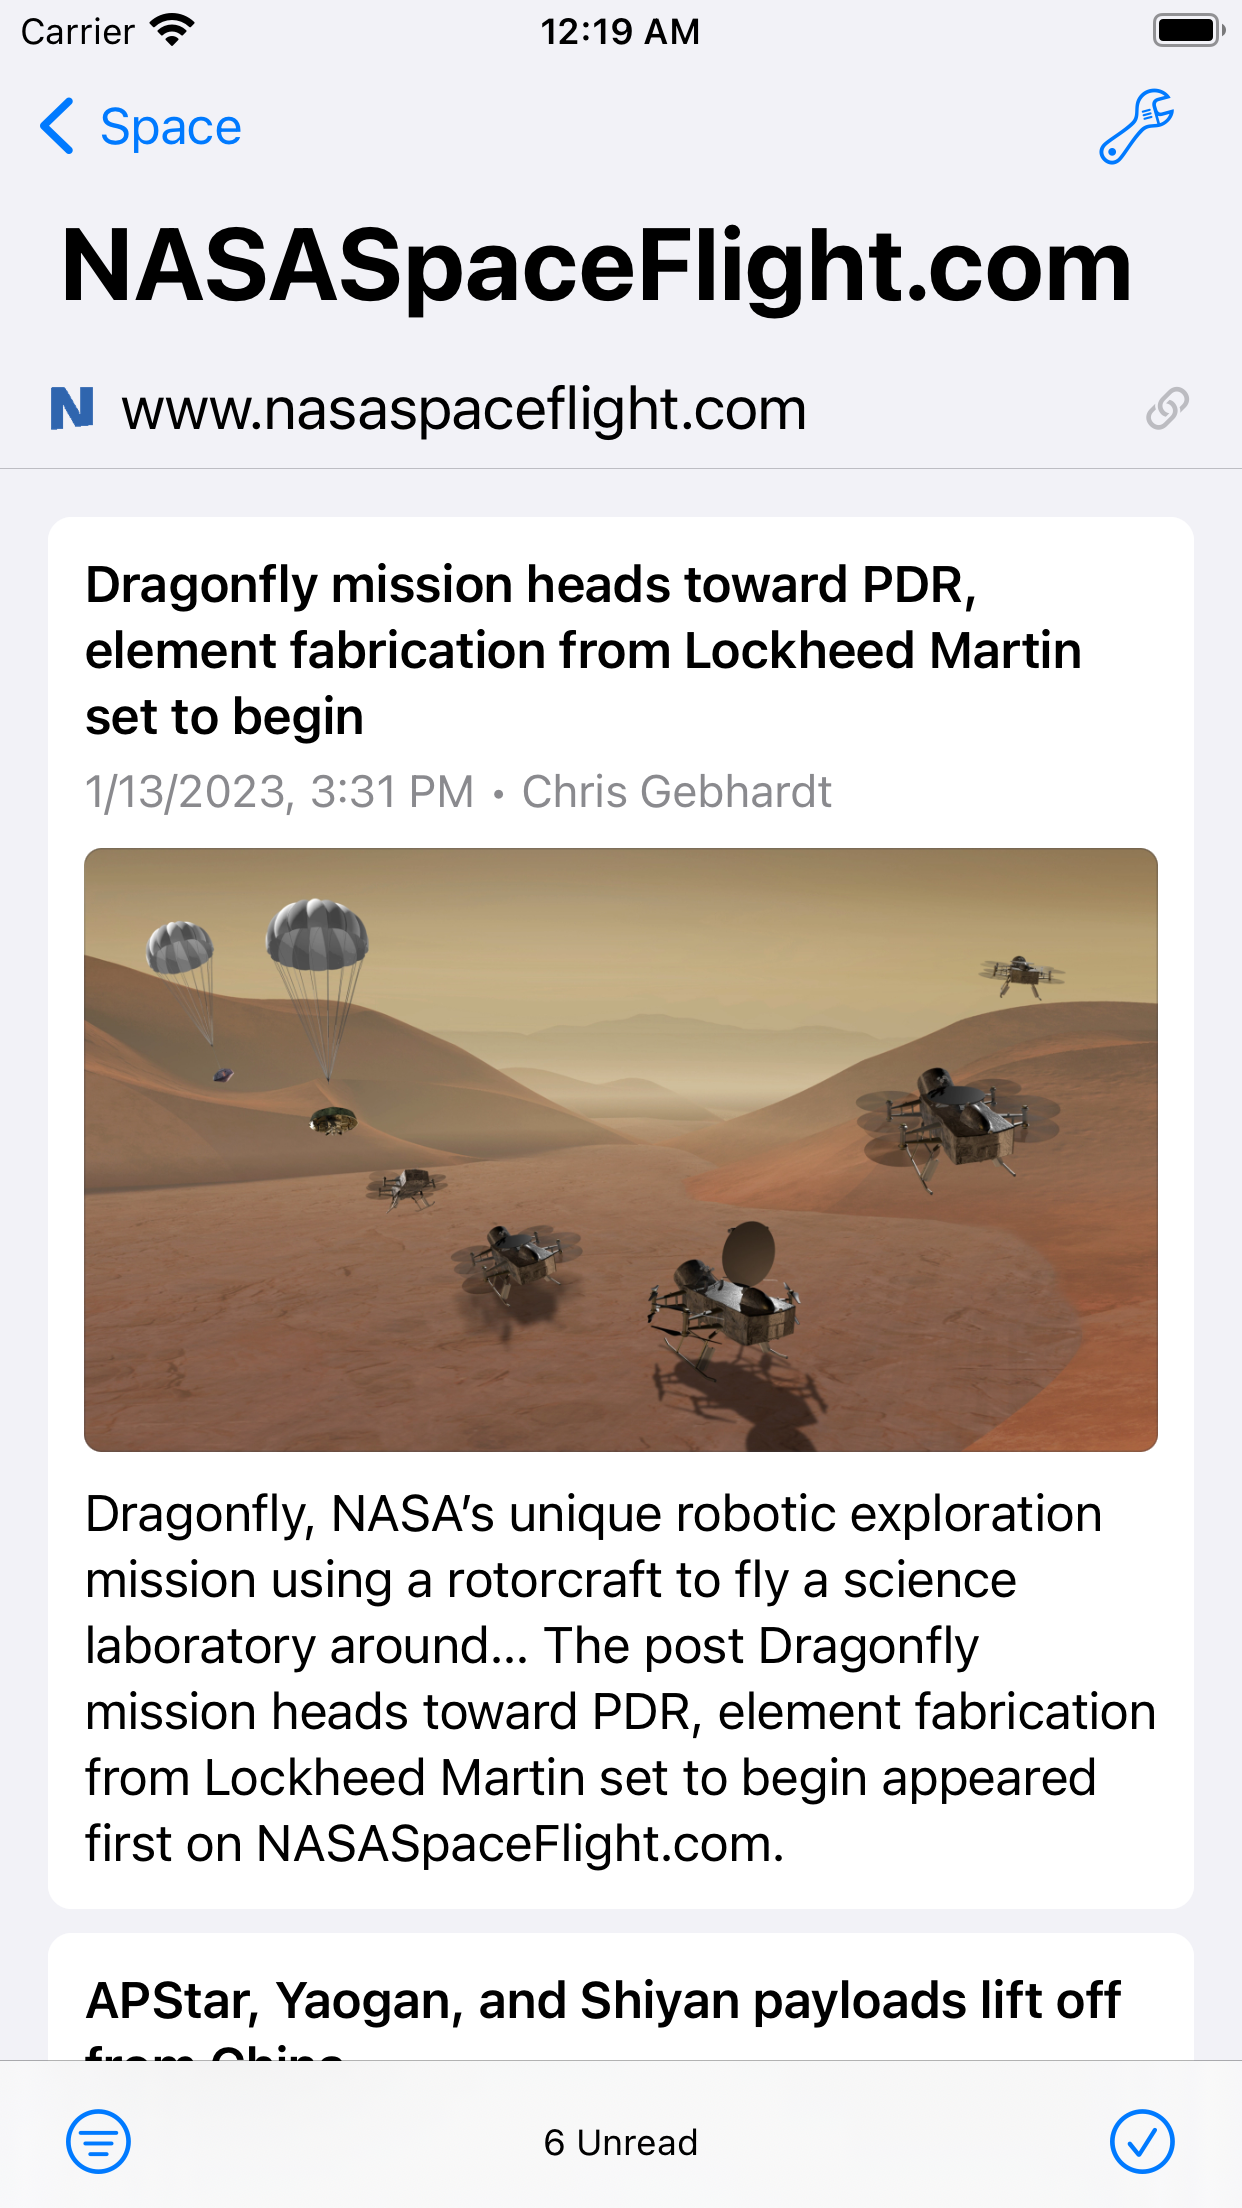 Carrier 12:19 AM
Space
NASASpaceFlight.com
N www.nasaspaceflight.com
Dragonfly mission heads toward PDR,
element fabrication from Lockheed Martin
set to begin
1/13/2023, 3:31 PM • Chris Gebhardt
Dragonfly, NASA’s unique robotic exploration
mission using a rotorcraft to fly a science
laboratory around... The post Dragonfly
mission heads toward PDR, element fabrication
from Lockheed Martin set to begin appeared
first on NASASpaceFlight.com.
APStar, Yaogan, and Shiyan payloads lift off
from China
6 Unread